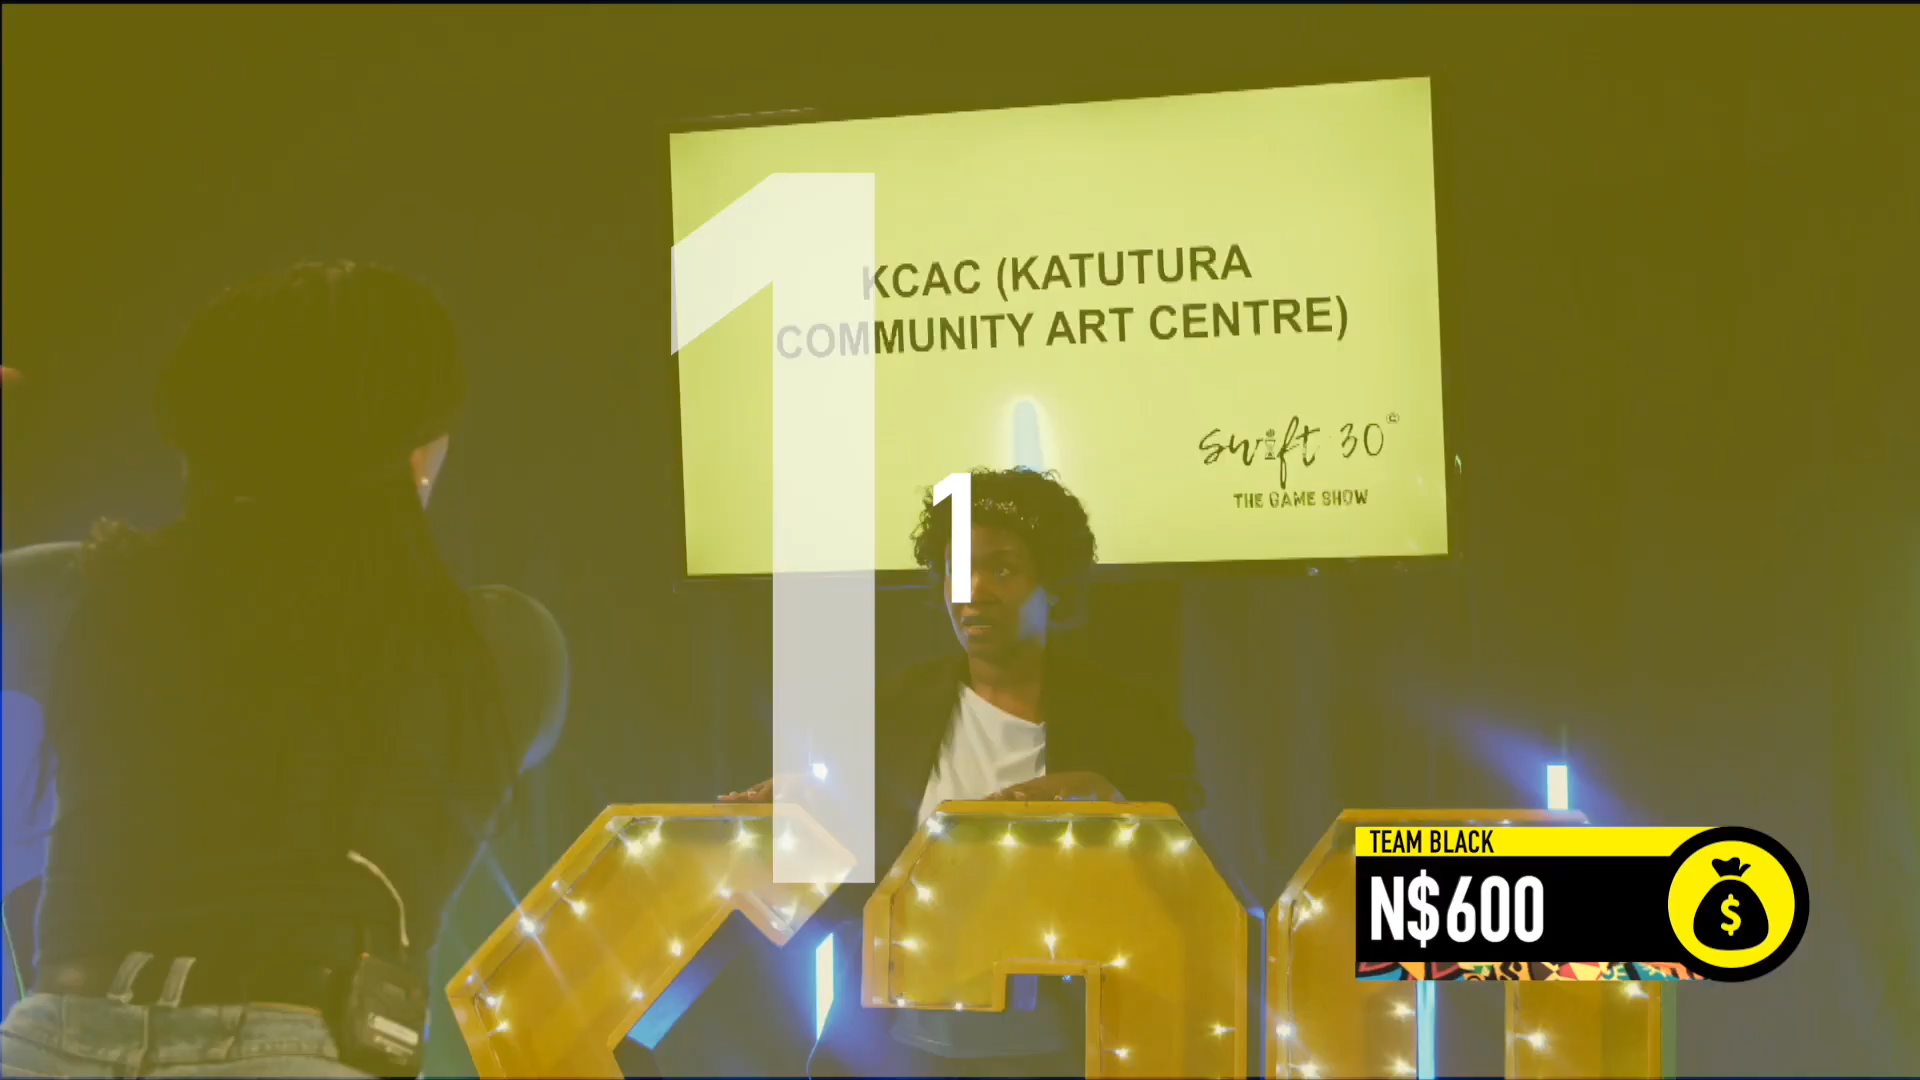 1
KCAC (KATUTURA
COMMUNITY ART CENTRE)
swift 30©
THE GAME SHOW
1
TEAM BLACK
N$600
$